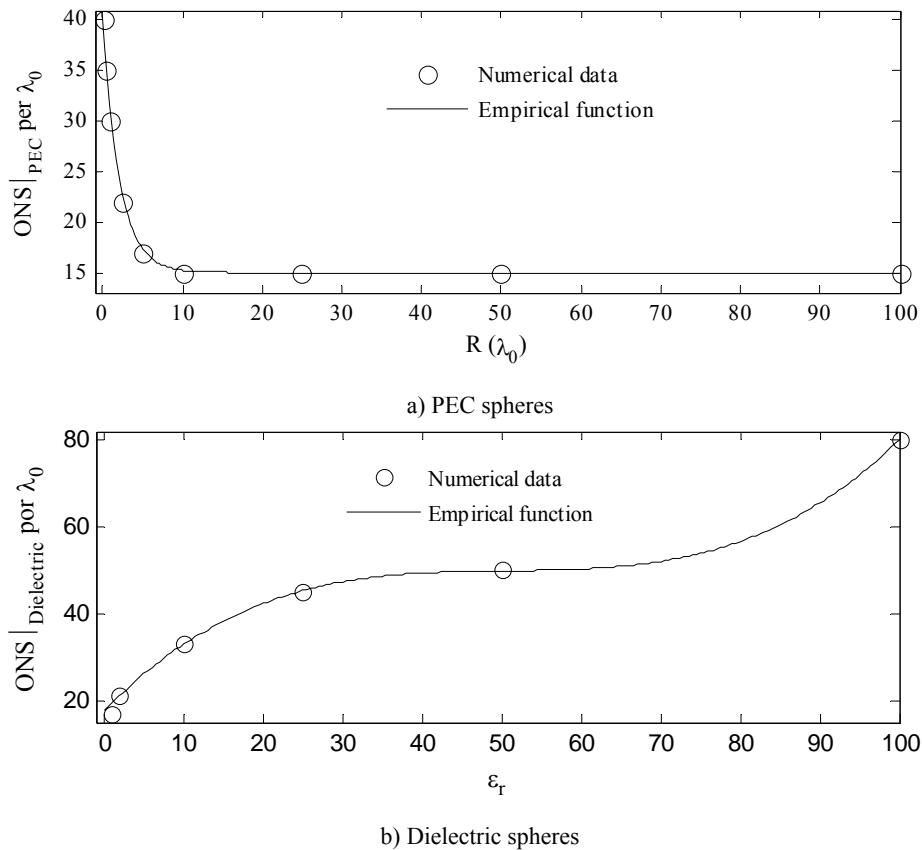 40
35
30
25
20
15
ONS|PEC per λ0
Numerical data
Empirical function
0 10 20 30 40 50 60 70 80 90 100
R (λ0)
a) PEC spheres
80
60
40
20
ONS|Dielectric por λ0
Numerical data
Empirical function
0 10 20 30 40 50 60 70 80 90 100
εr
b) Dielectric spheres